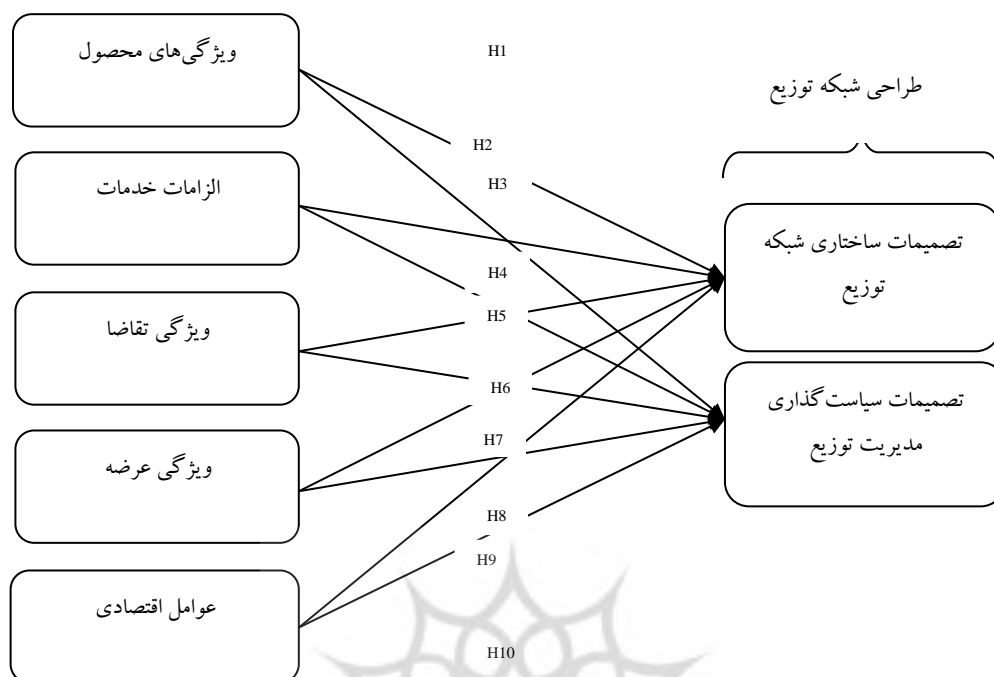 ویژگی‌های محصول
H1
طراحی شبکه توزیع
H2
H3
الزامات خدمات
تصمیمات ساختاری شبکه
توزیع
H4
H5
ویژگی تقاضا
H6
تصمیمات سیاست‌گذاری
مدیریت توزیع
H7
ویژگی عرضه
H8
H9
عوامل اقتصادی
H10